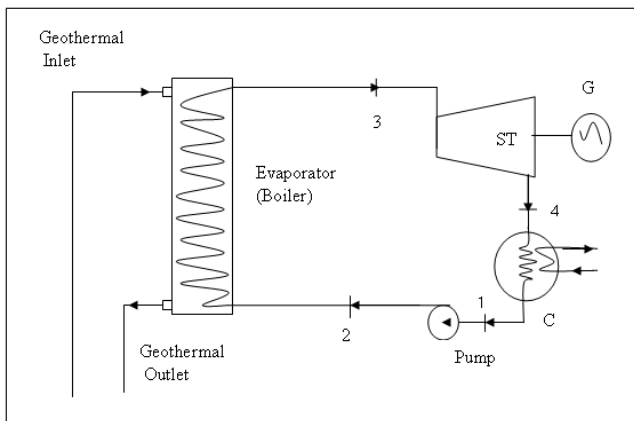 Geothermal
Inlet
G
3
ST
Evaporator
(Boiler)
4
1
C
2
Pump
Geothermal
Outlet